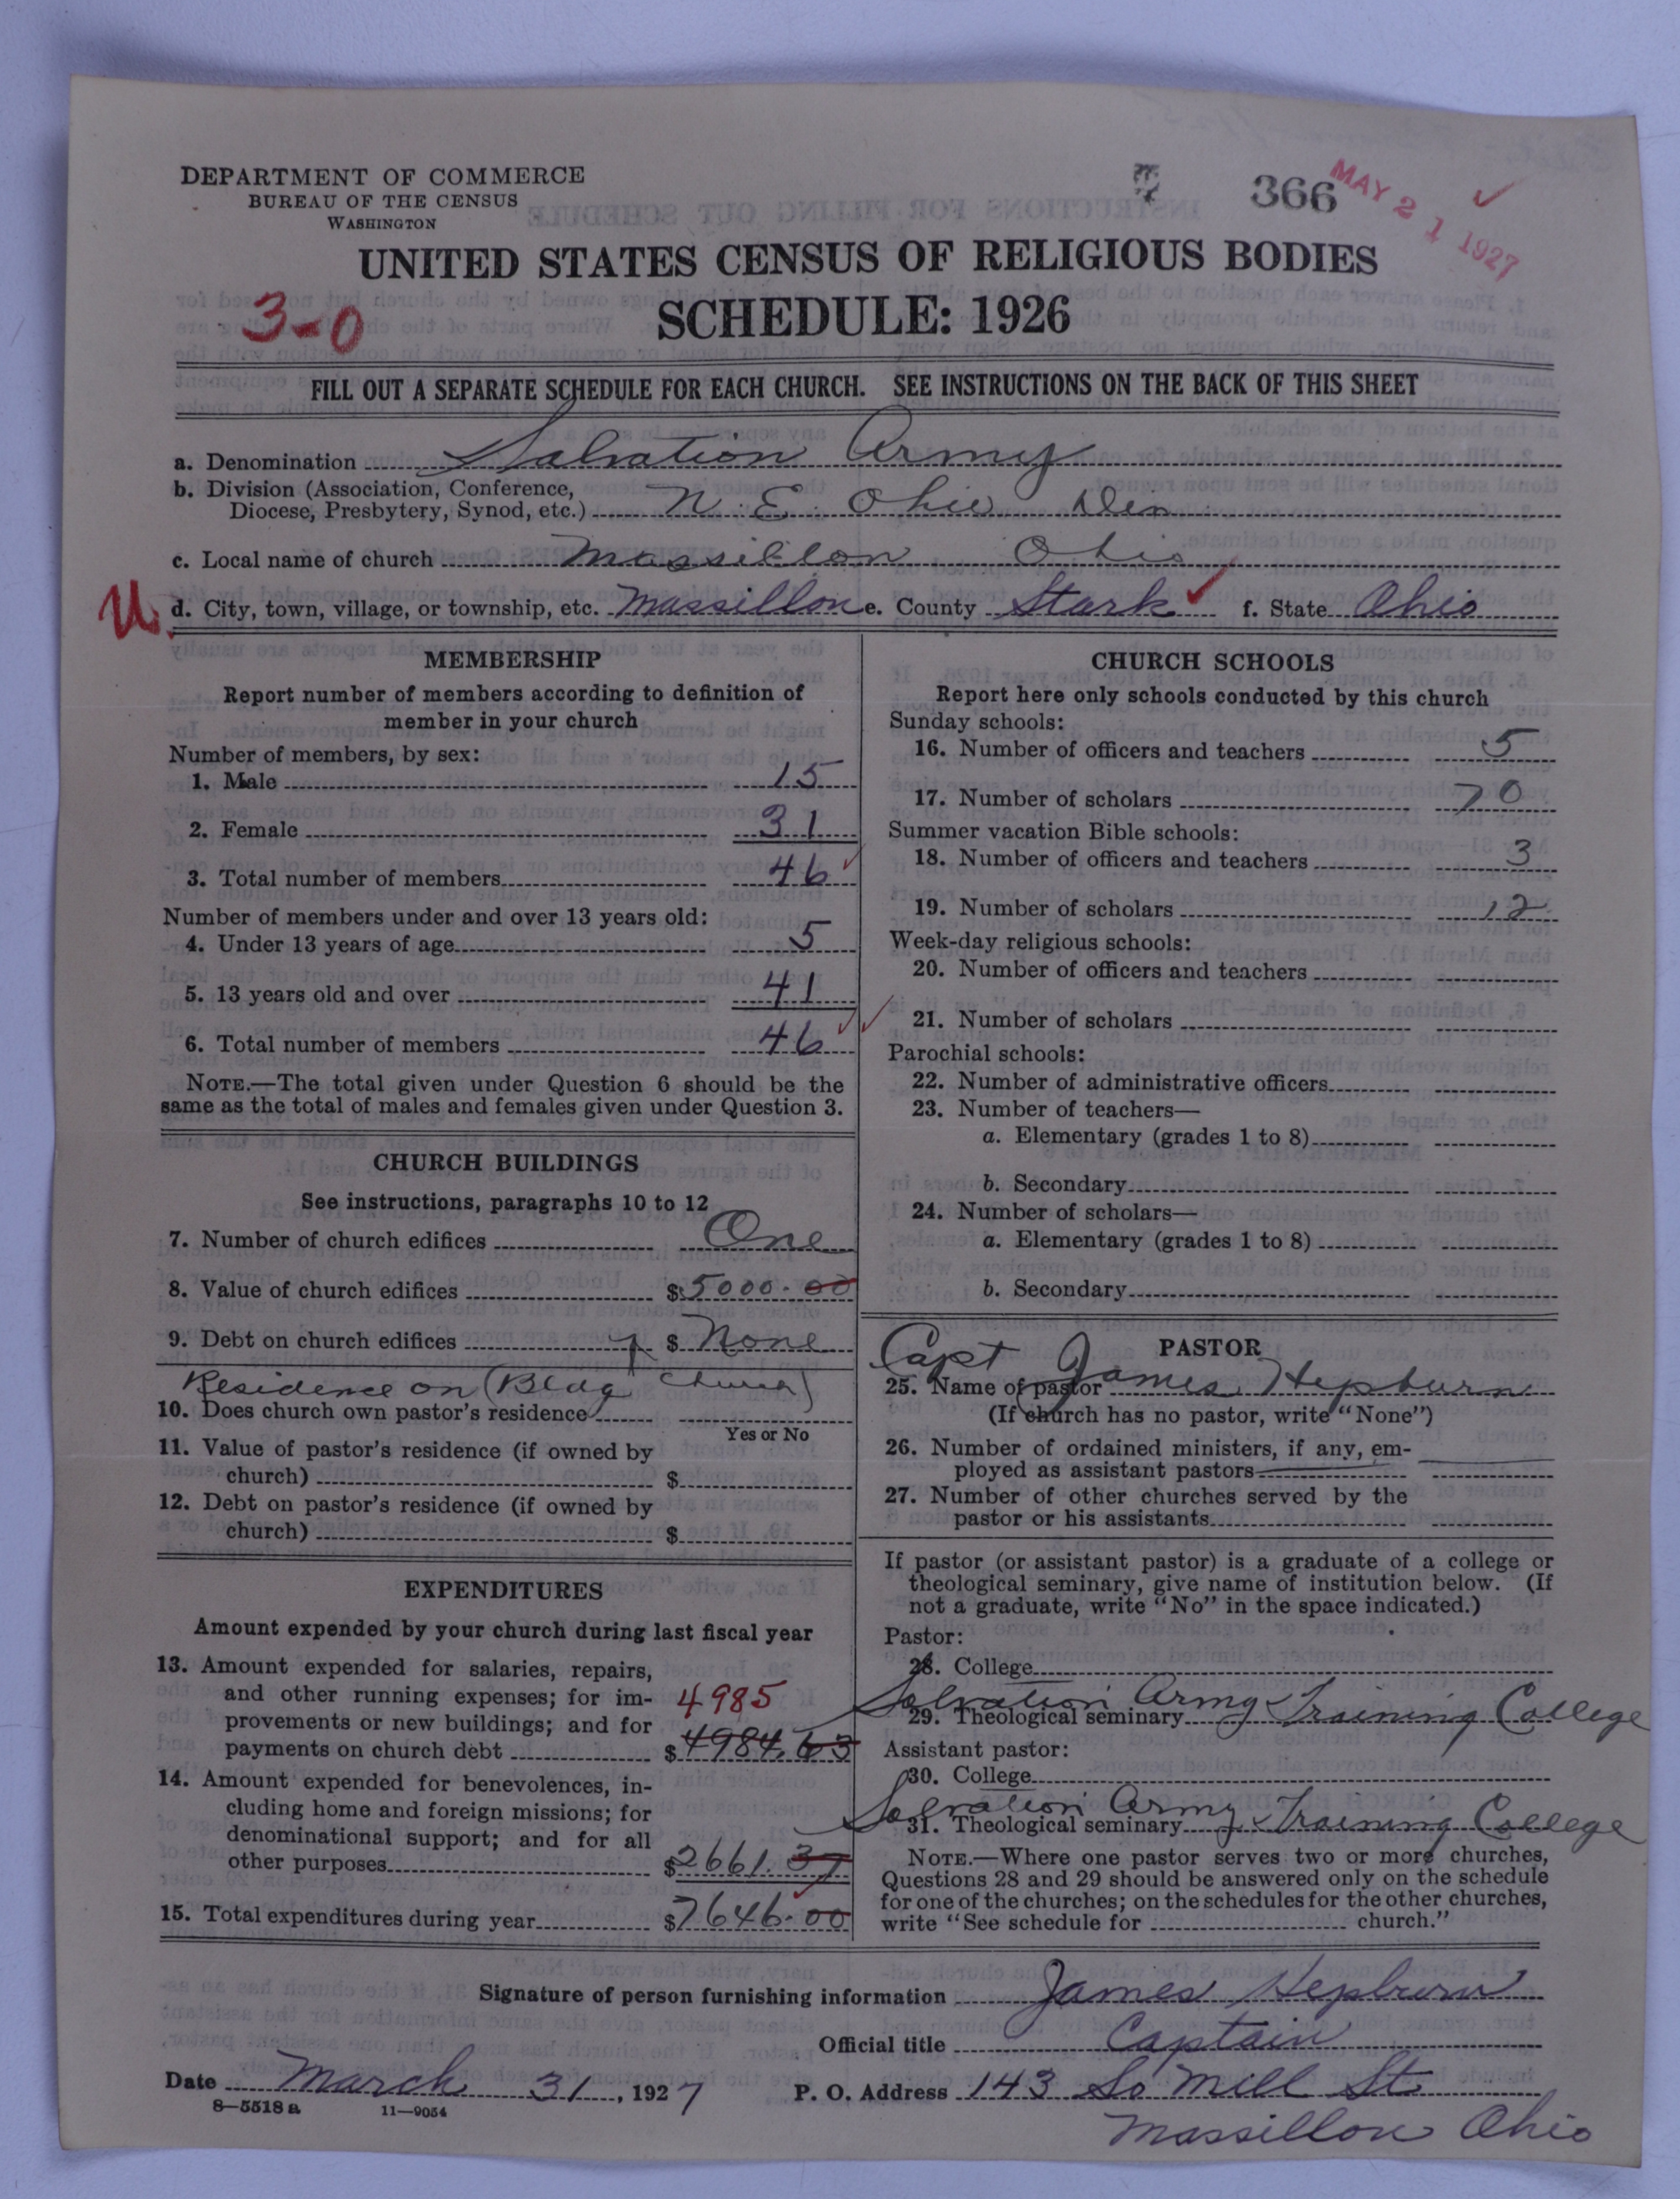 DEPARTMENT OF COMMERCE
BUREAU OF THE CENSUS
WASHINGTON
366
MAY 21 1927
UNITED STATES CENSUS OF RELIGIOUS BODIES
3-0
SCHEDULE: 1926
FILL OUT A SEPARATE SCHEDULE FOR EACH CHURCH. SEE INSTRUCTIONS ON THE BACK OF THIS SHEET
a. Denomination Salvation Army
b. Division (Association, Conference,
Diocese, Presbytery, Synod, etc.) N. E. Ohio Div
c. Local name of church Massillon Ohio
U. d. City, town, village, or township, etc. Massillon e. County Stark f. State Ohio
MEMBERSHIP
Report number of members according to definition of
member in your church
Number of members, by sex:
1. Male 15
2. Female 31
3. Total number of members 46
Number of members under and over 13 years old:
4. Under 13 years of age 5
5. 13 years old and over 41
6. Total number of members 46
NOTE.—The total given under Question 6 should be the
same as the total of males and females given under Question 3.
CHURCH BUILDINGS
See instructions, paragraphs 10 to 12
7. Number of church edifices One
8. Value of church edifices $5000.00
9. Debt on church edifices $ None
Residence on (Bldg Church)
10. Does church own pastor's residence
Yes or No
11. Value of pastor's residence (if owned by
church) $
12. Debt on pastor's residence (if owned by
church) $
EXPENDITURES
Amount expended by your church during last fiscal year
13. Amount expended for salaries, repairs,
and other running expenses; for im- 4985
provements or new buildings; and for
payments on church debt $4984.63
14. Amount expended for benevolences, in-
cluding home and foreign missions; for
denominational support; and for all
other purposes $2661.37
15. Total expenditures during year $7646.00
CHURCH SCHOOLS
Report here only schools conducted by this church
Sunday schools:
16. Number of officers and teachers 5
17. Number of scholars 70
Summer vacation Bible schools:
18. Number of officers and teachers 3
19. Number of scholars 12
Week-day religious schools:
20. Number of officers and teachers
21. Number of scholars
Parochial schools:
22. Number of administrative officers
23. Number of teachers—
a. Elementary (grades 1 to 8)
b. Secondary
24. Number of scholars—
a. Elementary (grades 1 to 8)
b. Secondary
PASTOR
25. Name of pastor Capt James Hepburn
(If church has no pastor, write "None")
26. Number of ordained ministers, if any, em-
ployed as assistant pastors
27. Number of other churches served by the
pastor or his assistants
If pastor (or assistant pastor) is a graduate of a college or
theological seminary, give name of institution below. (If
not a graduate, write "No" in the space indicated.)
Pastor:
28. College
Salvation Army Training College
29. Theological seminary
Assistant pastor:
30. College
Salvation Army Training College
31. Theological seminary
NOTE.—Where one pastor serves two or more churches,
Questions 28 and 29 should be answered only on the schedule
for one of the churches; on the schedules for the other churches,
write "See schedule for church."
Signature of person furnishing information James Hepburn
Official title Captain
Date March 31, 1927 P. O. Address 143 So Mill St
8—5518a 11—9054
Massillon Ohio